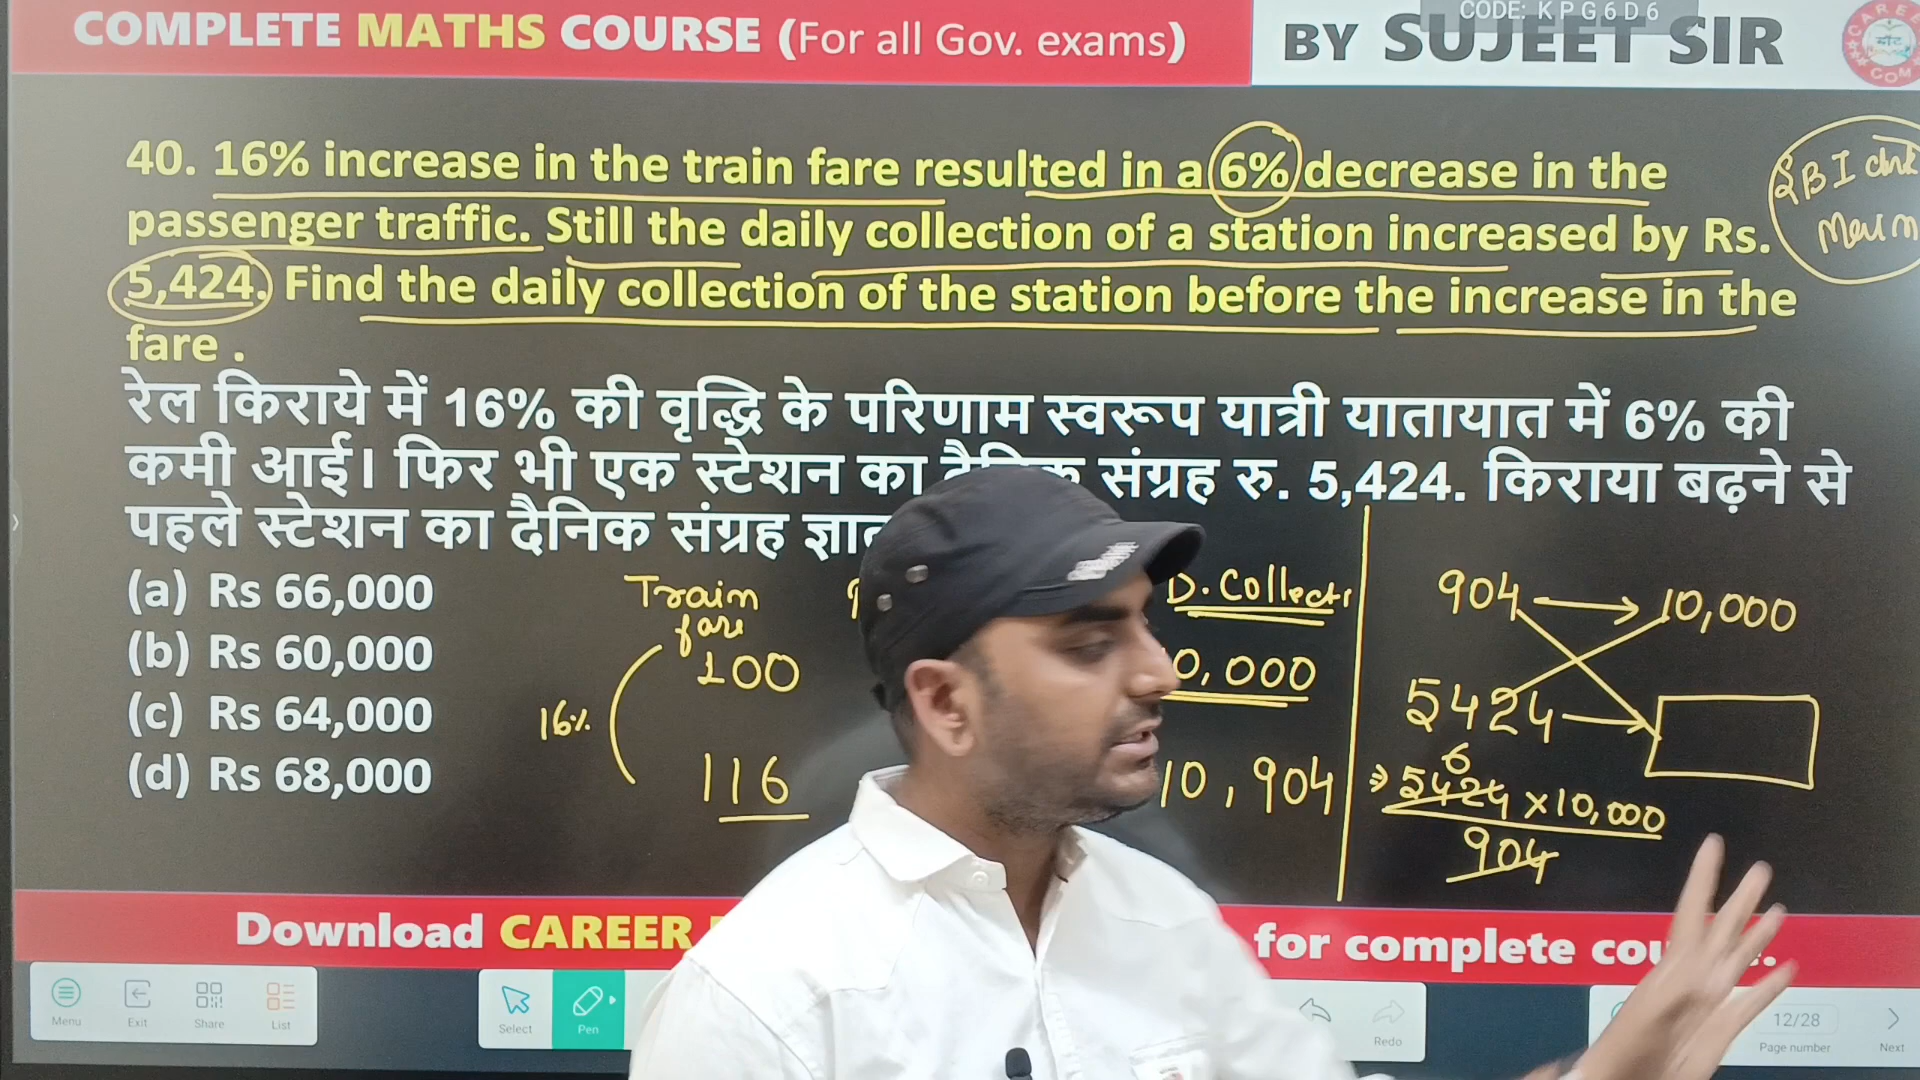 COMPLETE MATHS COURSE (For all Gov. exams)
BY SUJEET SIR
CODE: KPG6D6
40. 16% increase in the train fare resulted in a 6% decrease in the
passenger traffic. Still the daily collection of a station increased by Rs.
5,424. Find the daily collection of the station before the increase in the
fare .
SBI
रेल किराये में 16% की वृद्धि के परिणाम स्वरूप यात्री यातायात में 6% की
कमी आई। फिर भी एक स्टेशन का संग्रह रु. 5,424. किराया बढ़ने से
पहले स्टेशन का दैनिक संग्रह
(a) Rs 66,000
(b) Rs 60,000
(c) Rs 64,000
(d) Rs 68,000
Train
fare
100
16%
116
D. Collecti
0,000
10,904
904 → 10,000
5424 →
6
⇒ 5424 ×10,000
904
Download CAREER
for complete
Menu
Exit
Share
List
Select
Pen
Redo
12/28
Page number
Next